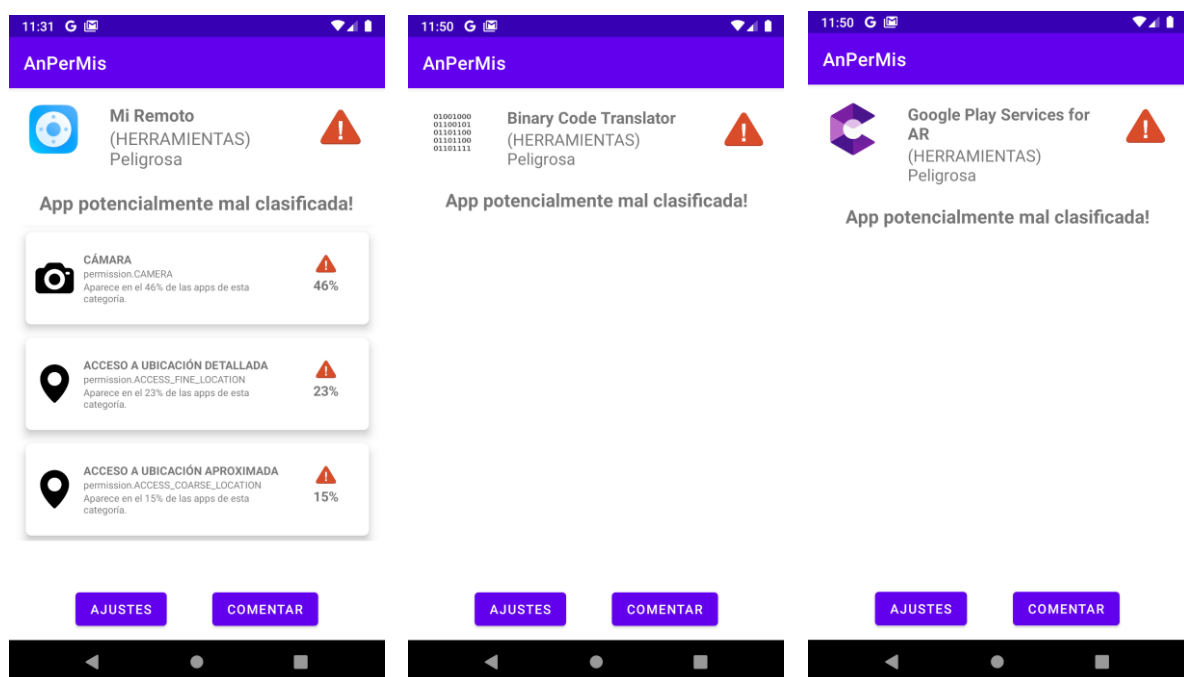 11:31 G
AnPerMis
Mi Remoto
(HERRAMIENTAS)
Peligrosa
App potencialmente mal clasificada!
CÁMARA
permission.CAMERA
Aparece en el 46% de las apps de esta
categoría.
46%
ACCESO A UBICACIÓN DETALLADA
permission.ACCESS_FINE_LOCATION
Aparece en el 23% de las apps de esta
categoría.
23%
ACCESO A UBICACIÓN APROXIMADA
permission.ACCESS_COARSE_LOCATION
Aparece en el 15% de las apps de esta
categoría.
15%
AJUSTES
COMENTAR
11:50 G
AnPerMis
01001000
01100101
01101100
01101100
01101111
Binary Code Translator
(HERRAMIENTAS)
Peligrosa
App potencialmente mal clasificada!
AJUSTES
COMENTAR
11:50 G
AnPerMis
Google Play Services for
AR
(HERRAMIENTAS)
Peligrosa
App potencialmente mal clasificada!
AJUSTES
COMENTAR